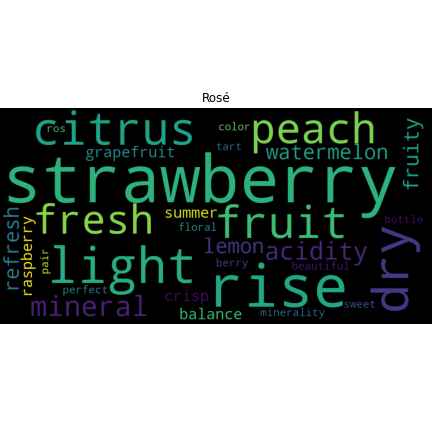 Rosé
citrus
ros
color
peach
fruity
grapefruit
tart
watermelon
strawberry
refresh
raspberry
fresh
summer
floral
fruit
bottle
dry
pair
light
lemon
acidity
berry
beautiful
perfect
rise
mineral
crisp
balance
minerality
sweet